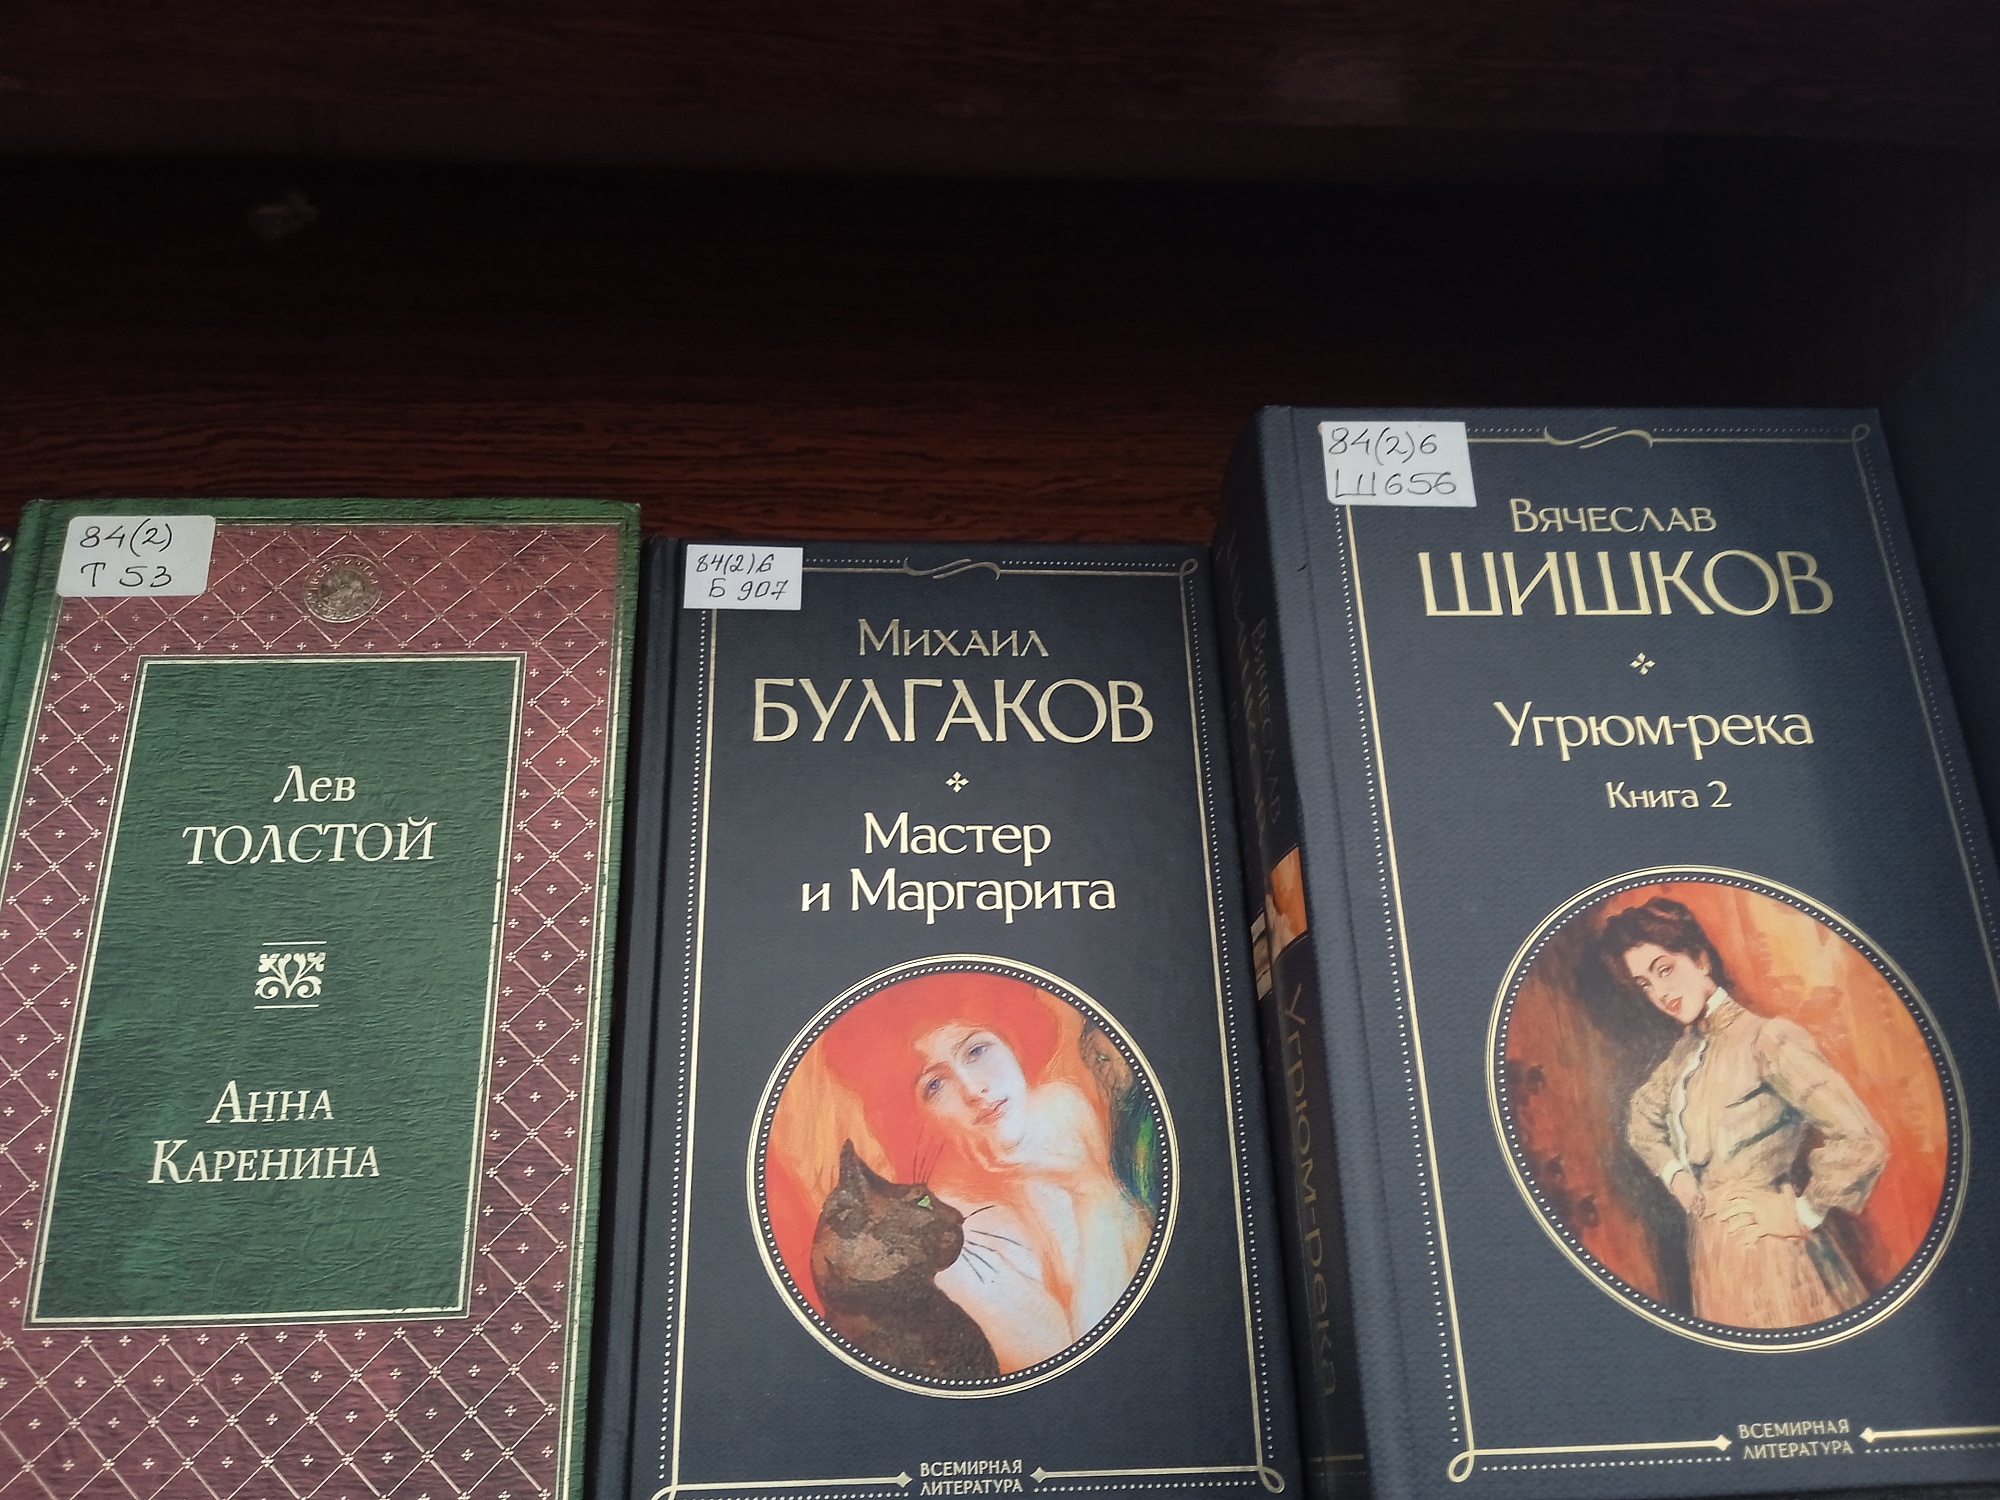 84(2)
Т 53
Лев
ТОЛСТОЙ
АННА
КАРЕНИНА
84(2)6
Б 907
МИХАИЛ
БУЛГАКОВ
Мастер
и Маргарита
ВСЕМИРНАЯ
ЛИТЕРАТУРА
84(2)6
Ш656
ВЯЧЕСЛАВ
ШИШКОВ
Угрюм-река
Книга 2
ВСЕМИРНАЯ
ЛИТЕРАТУРА
ВЯЧЕСЛАВ
Угрюм-река